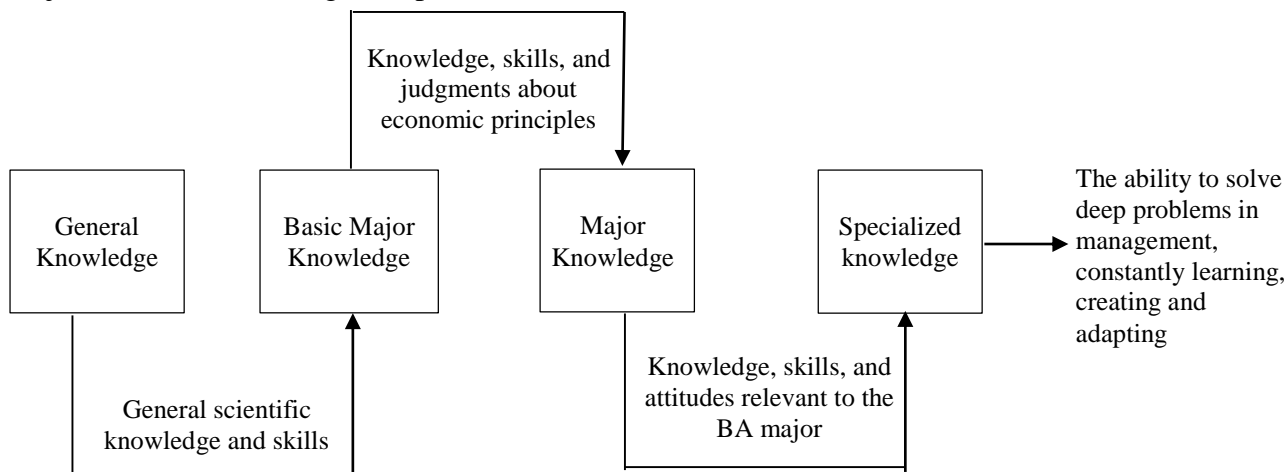 Knowledge, skills, and
judgments about
economic principles
General
Knowledge
Basic Major
Knowledge
Major
Knowledge
Specialized
knowledge
The ability to solve
deep problems in
management,
constantly learning,
creating and
adapting
General scientific
knowledge and skills
Knowledge, skills, and
attitudes relevant to the
BA major